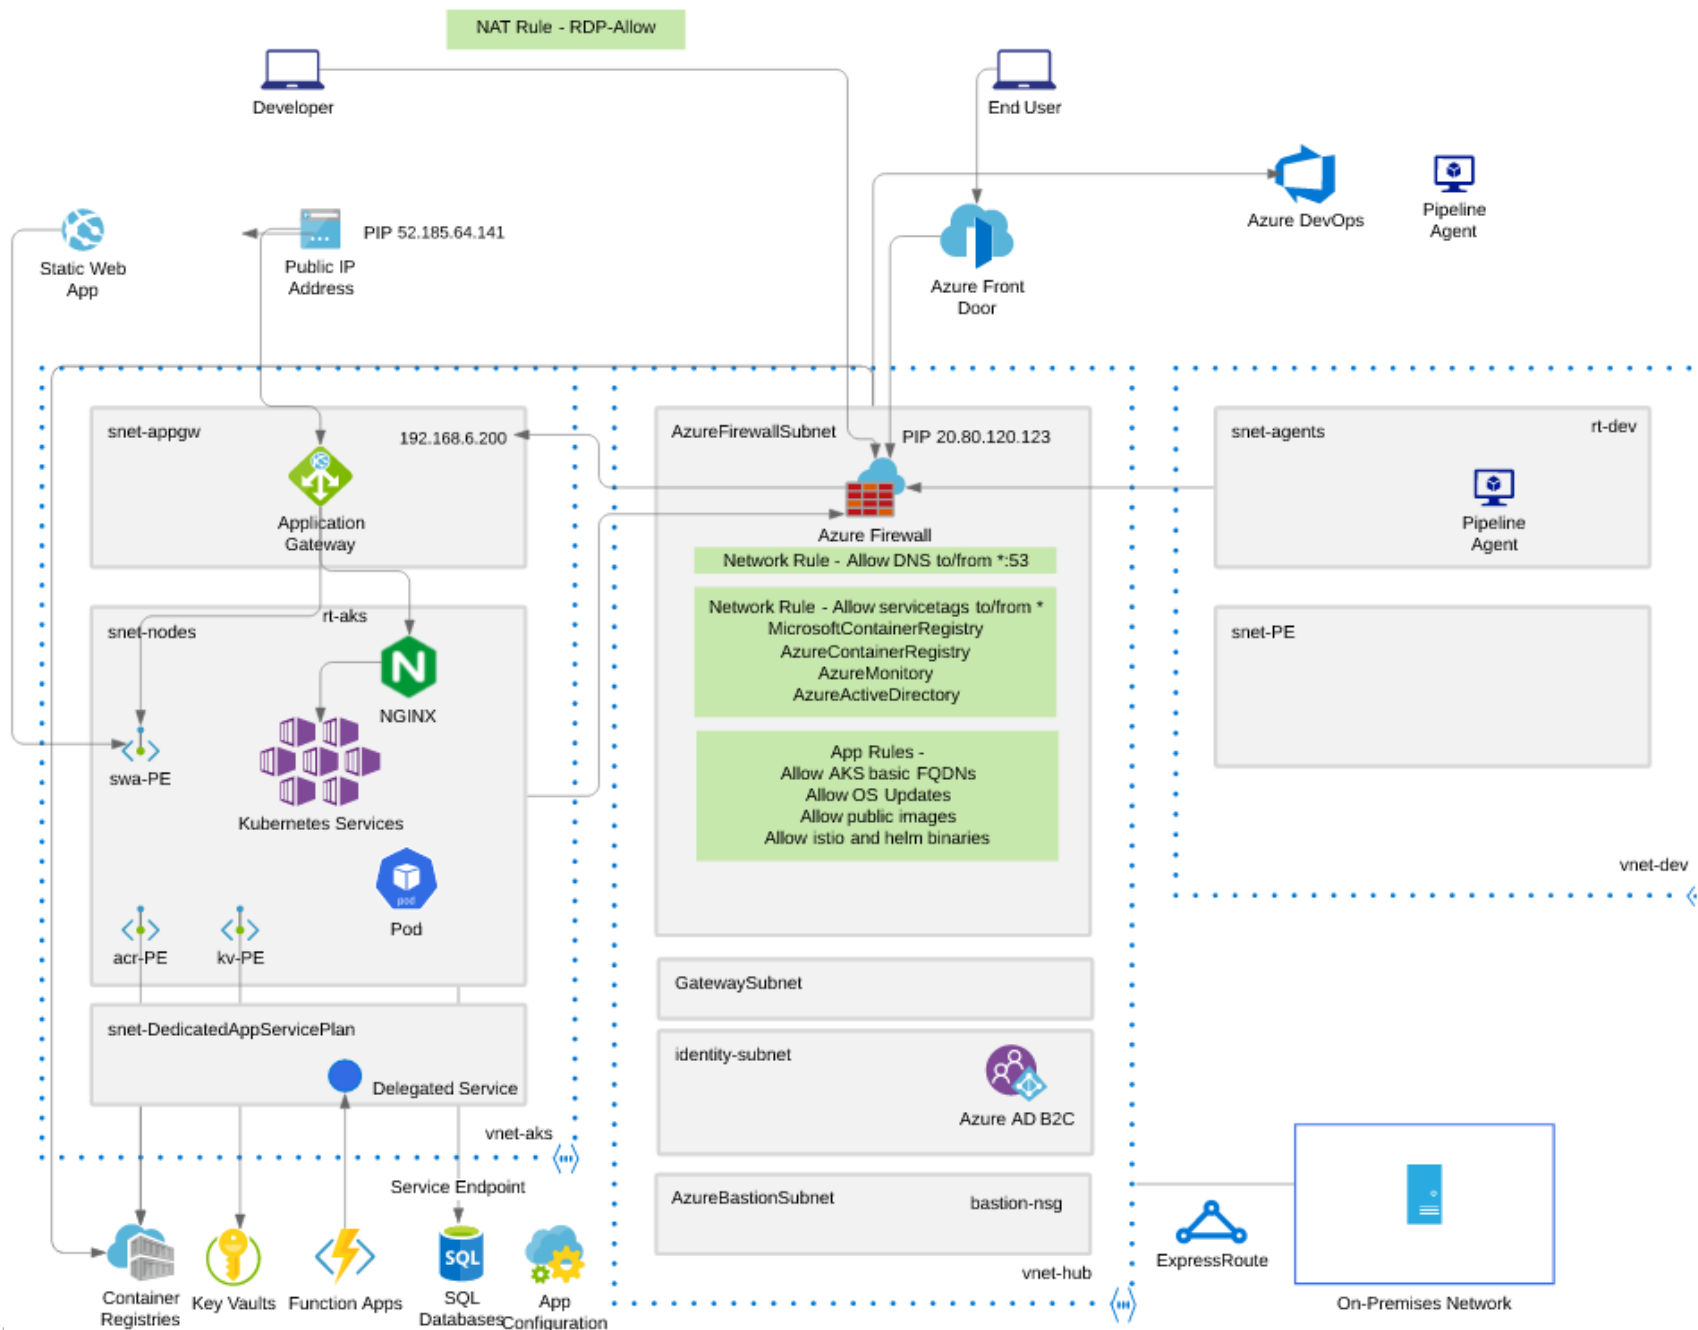 NAT Rule - RDP-Allow
Developer
End User
Azure DevOps
Pipeline
Agent
Static Web
App
Public IP
Address
PIP 52.185.64.141
Azure Front
Door
snet-appgw
192.168.6.200
Application
Gateway
AzureFirewallSubnet
PIP 20.80.120.123
Azure Firewall
Network Rule - Allow DNS to/from *:53
Network Rule - Allow servicetags to/from *
MicrosoftContainerRegistry
AzureContainerRegistry
AzureMonitory
AzureActiveDirectory
App Rules -
Allow AKS basic FQDNs
Allow OS Updates
Allow public images
Allow istio and helm binaries
snet-agents
rt-dev
Pipeline
Agent
snet-PE
vnet-dev
snet-nodes
rt-aks
NGINX
swa-PE
Kubernetes Services
pod
Pod
acr-PE
kv-PE
snet-DedicatedAppServicePlan
Delegated Service
vnet-aks
Service Endpoint
GatewaySubnet
identity-subnet
Azure AD B2C
AzureBastionSubnet
bastion-nsg
vnet-hub
ExpressRoute
On-Premises Network
Container
Registries
Key Vaults
Function Apps
SQL
SQL
Databases
App
Configuration